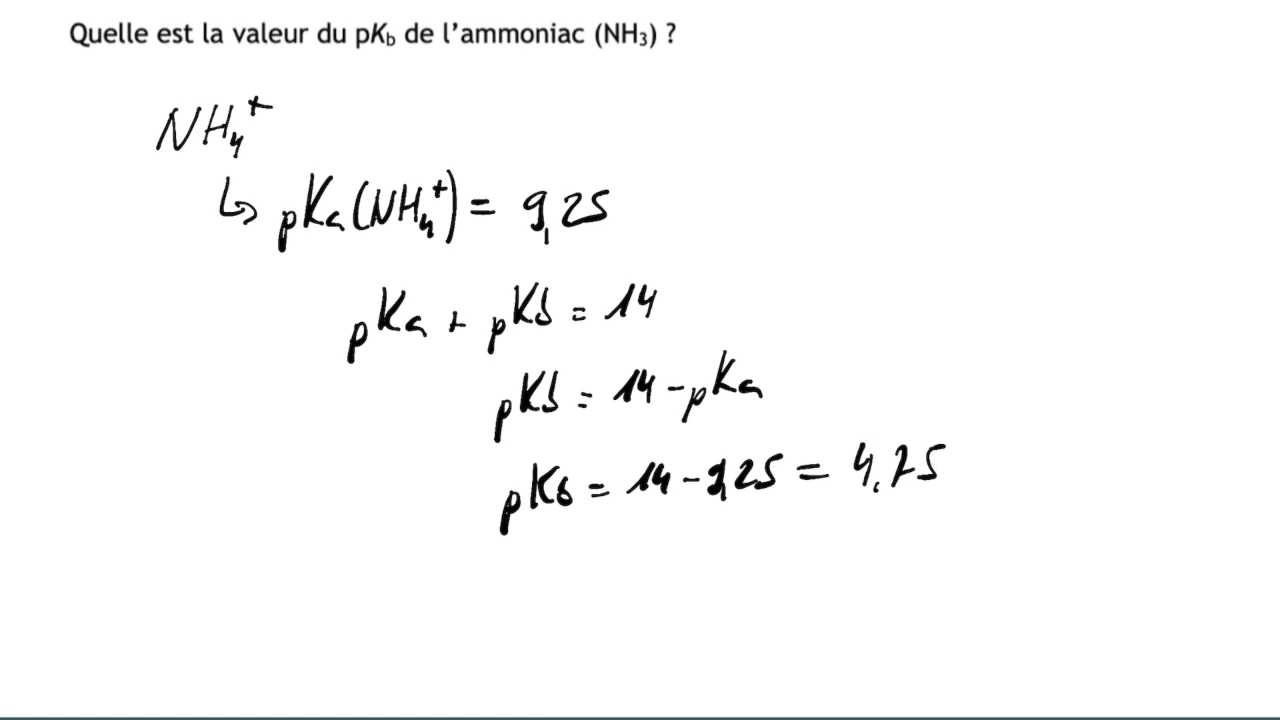 Quelle est la valeur du pKb de l’ammoniac (NH3) ?
NH4+
↳ pKa(NH4+) = 9,25
pKa + pKb = 14
pKb = 14 - pKa
pKb = 14 - 9,25 = 4,75